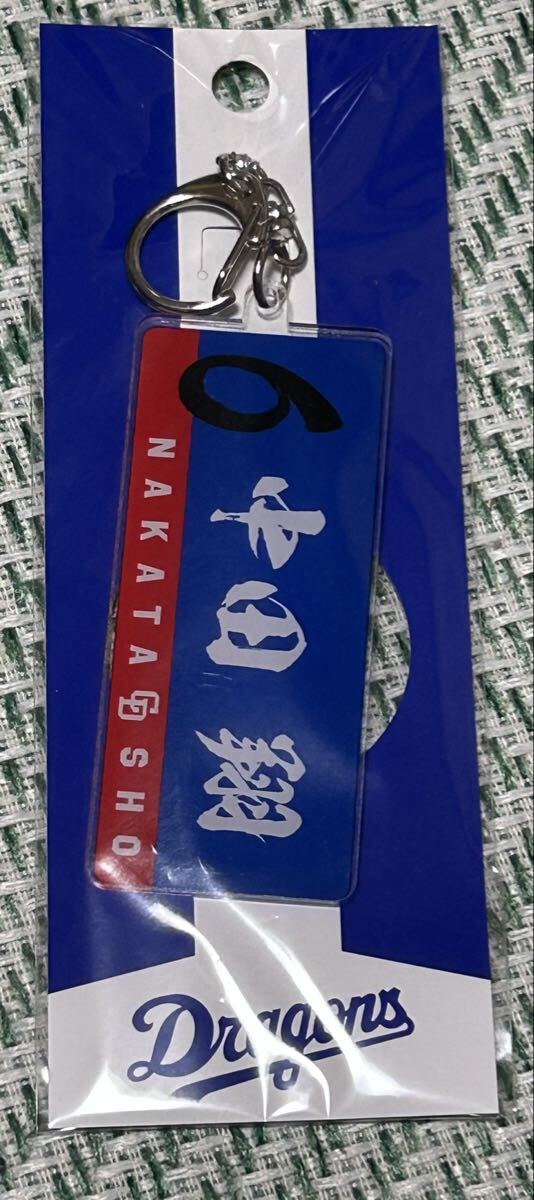 6 中田 翔
NAKATA SHO
Dragons